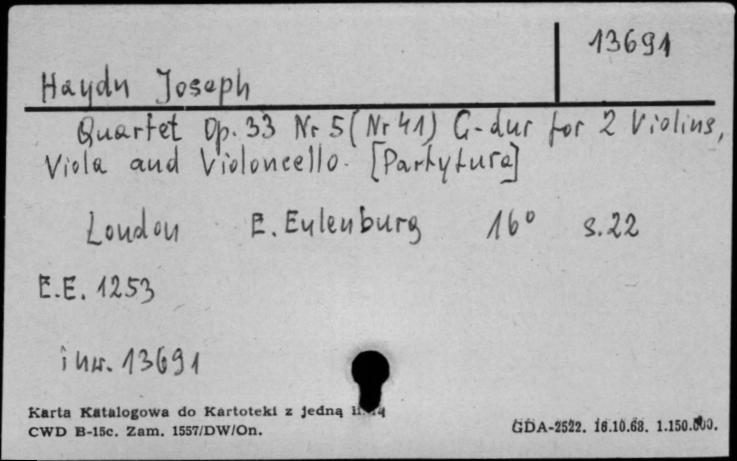 13691
Haydn Joseph
Quartet Op. 33 Nr 5 (Nr 41) G-dur for 2 Violins,
Viola and Violoncello. [Partytura]
London E. Eulenburg 16° s. 22
E.E. 1253
inw. 13691
Karta Katalogowa do Kartoteki z jedną
CWD B-15c. Zam. 1557/DW/On.
GDA-2522. 16.10.68. 1.150.000.